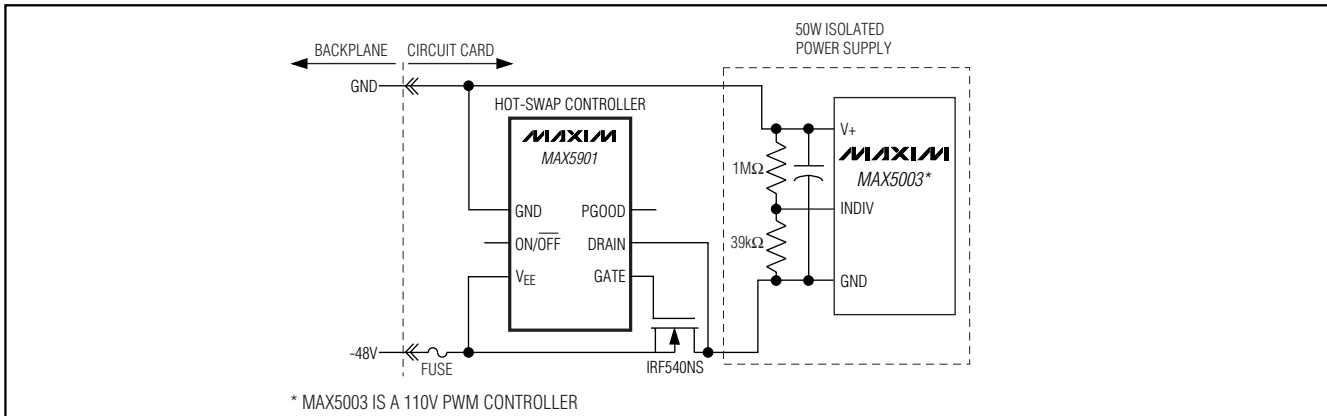 50W ISOLATED
POWER SUPPLY
BACKPLANE
CIRCUIT CARD
GND
HOT-SWAP CONTROLLER
MAXIM
MAX5901
GND
PGOOD
ON/OFF
DRAIN
VEE
GATE
-48V
FUSE
IRF540NS
1MΩ
39kΩ
V+
MAXIM
MAX5003*
INDIV
GND
* MAX5003 IS A 110V PWM CONTROLLER